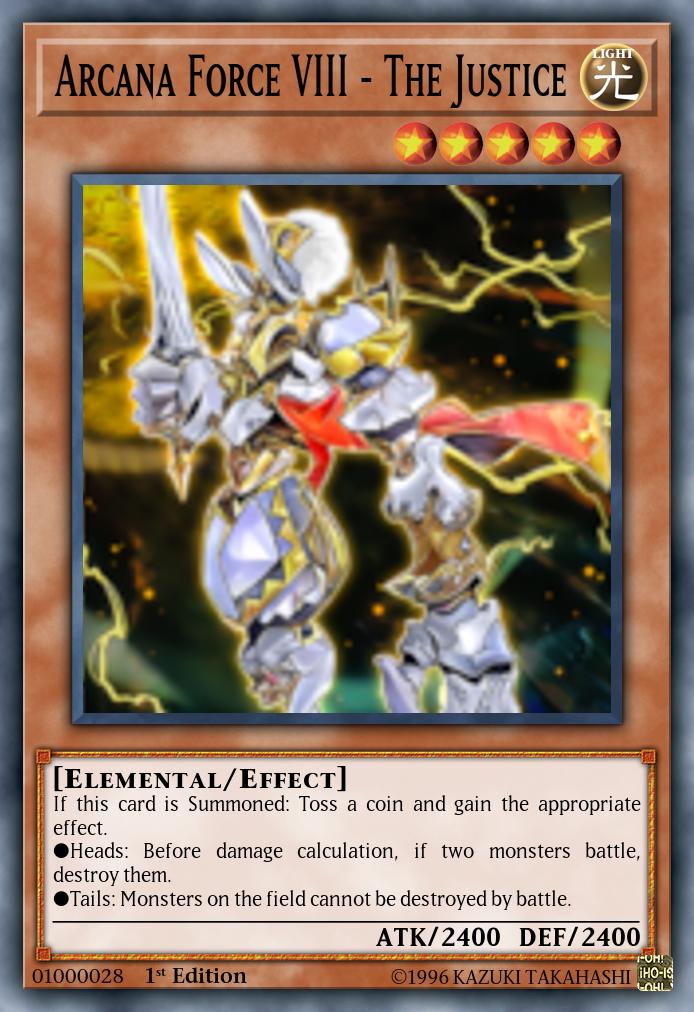 ARCANA FORCE VIII - THE JUSTICE
LIGHT
光
[ELEMENTAL/EFFECT]
If this card is Summoned: Toss a coin and gain the appropriate
effect.
●Heads: Before damage calculation, if two monsters battle,
destroy them.
●Tails: Monsters on the field cannot be destroyed by battle.
ATK/2400 DEF/2400
01000028 1st Edition ©1996 KAZUKI TAKAHASHI